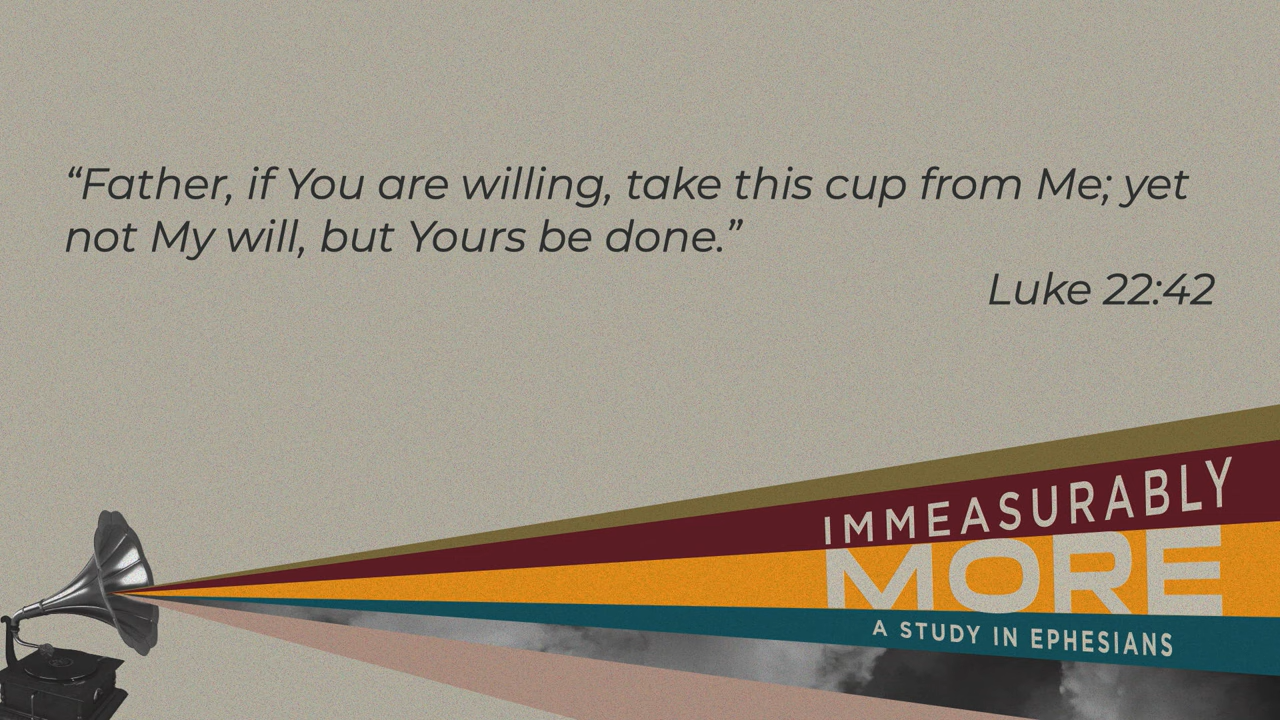 “Father, if You are willing, take this cup from Me; yet
not My will, but Yours be done.”
Luke 22:42
IMMEASURABLY
MORE
A STUDY IN EPHESIANS